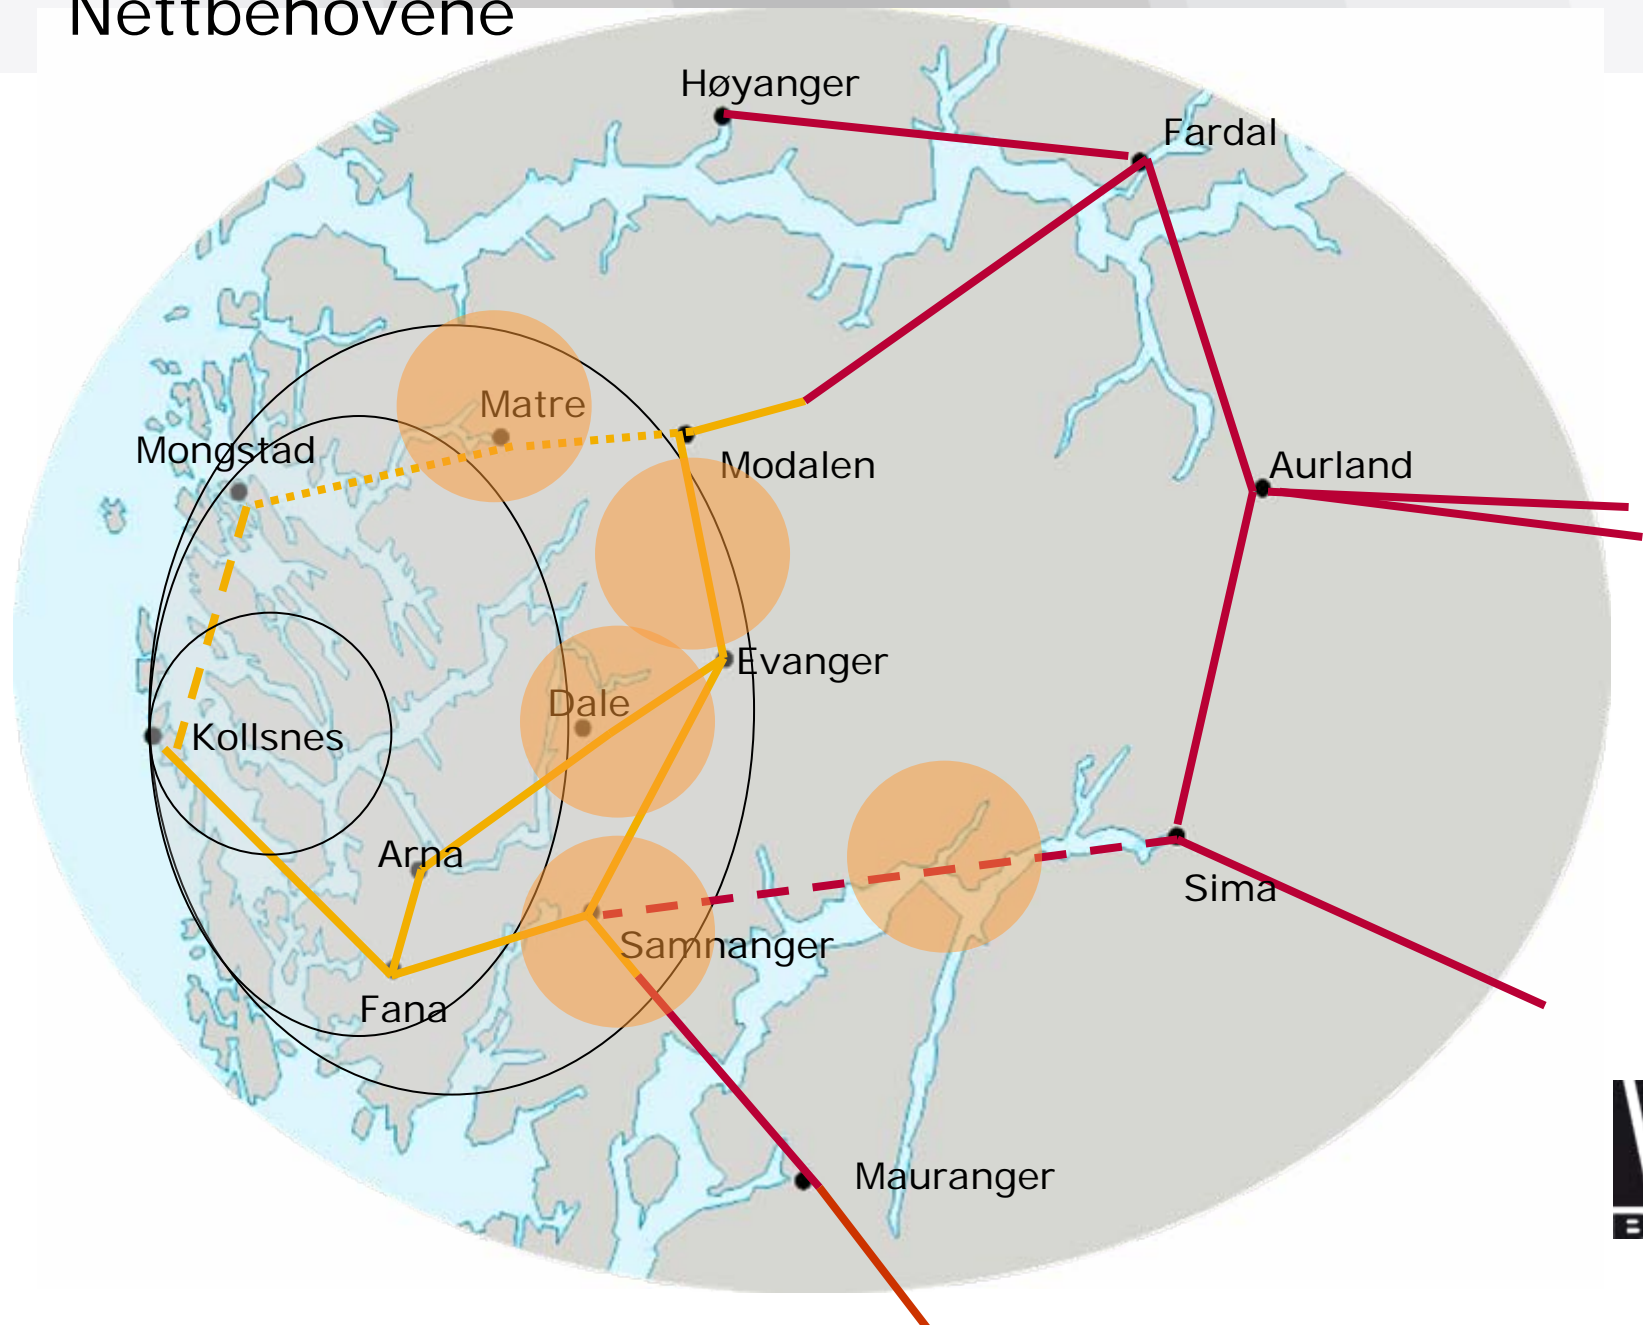 Nettbehovene
Høyanger
Fardal
Matre
Mongstad
Modalen
Aurland
Evanger
Dale
Kollsnes
Arna
Sima
Samnanger
Fana
Mauranger